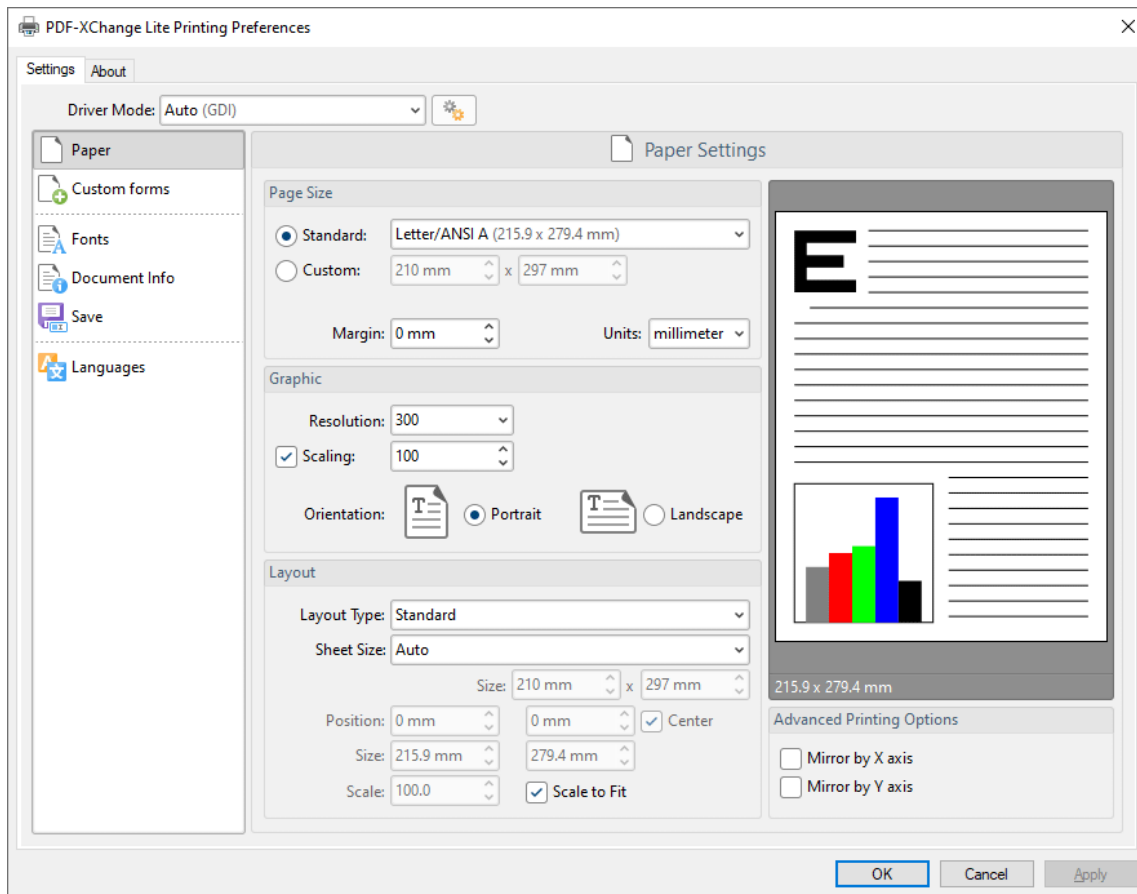 PDF-XChange Lite Printing Preferences
Settings About
Driver Mode: Auto (GDI)
Paper
Custom forms
Fonts
Document Info
Save
Languages
Paper Settings
Page Size
Standard: Letter/ANSI A (215.9 x 279.4 mm)
Custom: 210 mm x 297 mm
Margin: 0 mm Units: millimeter
Graphic
Resolution: 300
Scaling: 100
Orientation: T Portrait T Landscape
Layout
Layout Type: Standard
Sheet Size: Auto
Size: 210 mm x 297 mm
Position: 0 mm 0 mm Center
Size: 215.9 mm 279.4 mm
Scale: 100.0 Scale to Fit
E
215.9 x 279.4 mm
Advanced Printing Options
Mirror by X axis
Mirror by Y axis
OK Cancel Apply